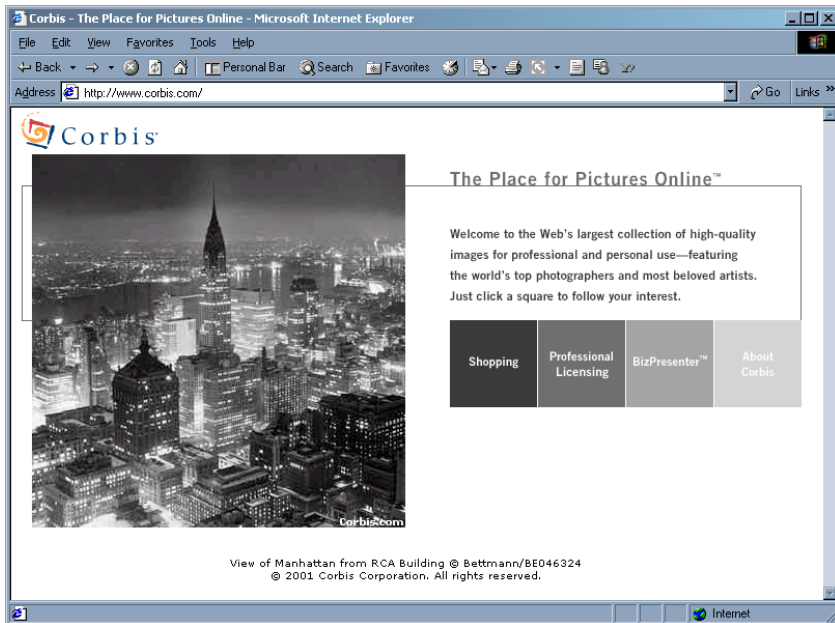 Corbis - The Place for Pictures Online - Microsoft Internet Explorer
File Edit View Favorites Tools Help
Back Personal Bar Search Favorites
Address http://www.corbis.com/ Go Links »
Corbis
The Place for Pictures Online™
Welcome to the Web's largest collection of high-quality
images for professional and personal use—featuring
the world's top photographers and most beloved artists.
Just click a square to follow your interest.
Shopping
Professional
Licensing
BizPresenter™
About
Corbis
Corbis.com
View of Manhattan from RCA Building © Bettmann/BE046324
© 2001 Corbis Corporation. All rights reserved.
Internet